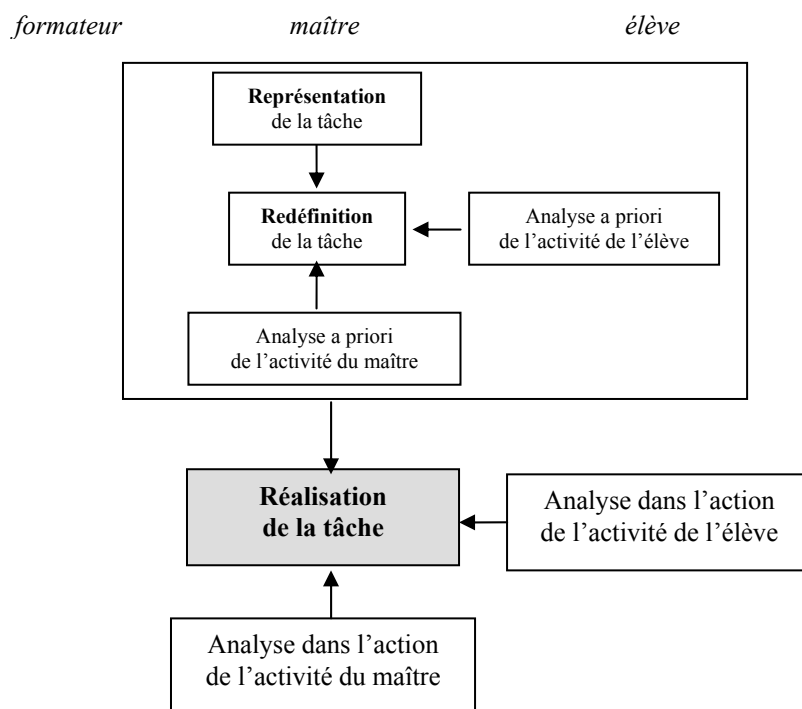 formateur maître élève
Représentation
de la tâche
Redéfinition
de la tâche
Analyse a priori
de l’activité de l’élève
Analyse a priori
de l’activité du maître
Réalisation
de la tâche
Analyse dans l’action
de l’activité de l’élève
Analyse dans l’action
de l’activité du maître